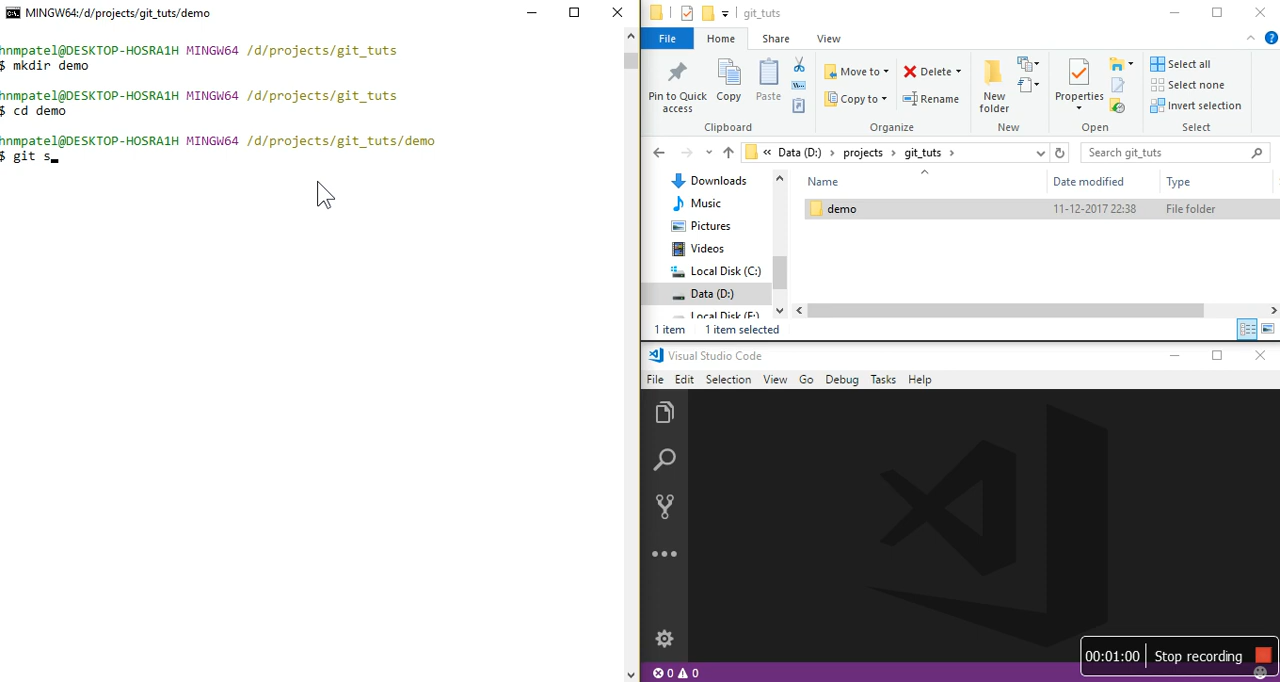 MINGW64:/d/projects/git_tuts/demo
hnmpatel@DESKTOP-HOSRA1H MINGW64 /d/projects/git_tuts
$ mkdir demo
hnmpatel@DESKTOP-HOSRA1H MINGW64 /d/projects/git_tuts
$ cd demo
hnmpatel@DESKTOP-HOSRA1H MINGW64 /d/projects/git_tuts/demo
$ git s
git_tuts
File Home Share View
Pin to Quick access
Copy
Paste
Clipboard
Move to
Copy to
Delete
Rename
Organize
New folder
New
Properties
Open
Select all
Select none
Invert selection
Select
« Data (D:) › projects › git_tuts ›
Search git_tuts
Downloads
Music
Pictures
Videos
Local Disk (C:)
Data (D:)
Local Disk (E:)
Name Date modified Type
demo 11-12-2017 22:38 File folder
1 item 1 item selected
Visual Studio Code
File Edit Selection View Go Debug Tasks Help
00:01:00 Stop recording
0 0